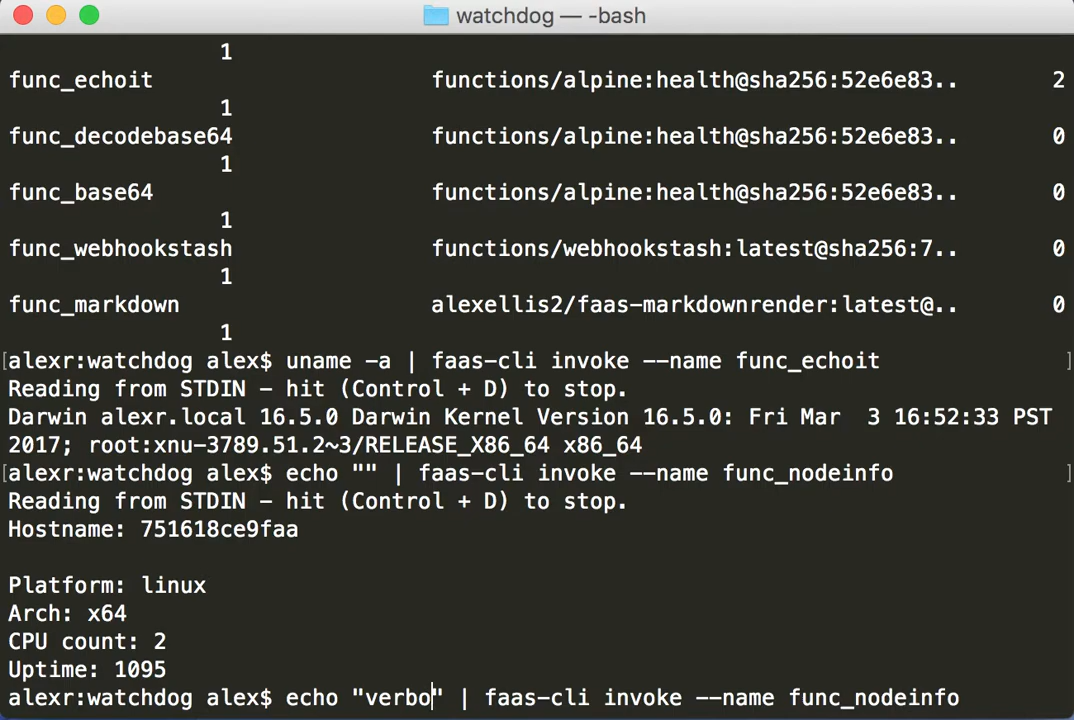 watchdog — -bash
1
func_echoit functions/alpine:health@sha256:52e6e83.. 2
1
func_decodebase64 functions/alpine:health@sha256:52e6e83.. 0
1
func_base64 functions/alpine:health@sha256:52e6e83.. 0
1
func_webhookstash functions/webhookstash:latest@sha256:7.. 0
1
func_markdown alexellis2/faas-markdownrender:latest@.. 0
1
[alexr:watchdog alex$ uname -a | faas-cli invoke --name func_echoit ]
Reading from STDIN - hit (Control + D) to stop.
Darwin alexr.local 16.5.0 Darwin Kernel Version 16.5.0: Fri Mar  3 16:52:33 PST
2017; root:xnu-3789.51.2~3/RELEASE_X86_64 x86_64
[alexr:watchdog alex$ echo "" | faas-cli invoke --name func_nodeinfo ]
Reading from STDIN - hit (Control + D) to stop.
Hostname: 751618ce9faa
Platform: linux
Arch: x64
CPU count: 2
Uptime: 1095
alexr:watchdog alex$ echo "verbo" | faas-cli invoke --name func_nodeinfo